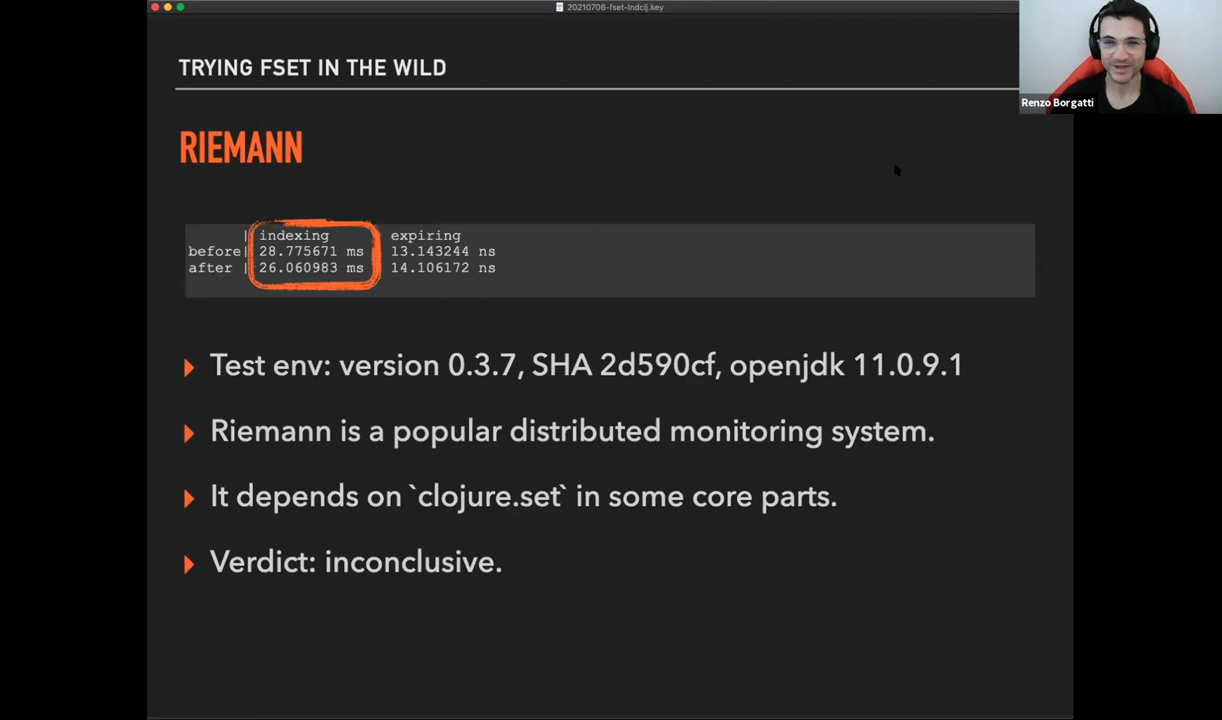 20210706-fset-lndclj.key
TRYING FSET IN THE WILD
Renzo Borgatti
RIEMANN
| indexing expiring
before| 28.775671 ms 13.143244 ns
after | 26.060983 ms 14.106172 ns
Test env: version 0.3.7, SHA 2d590cf, openjdk 11.0.9.1
Riemann is a popular distributed monitoring system.
It depends on `clojure.set` in some core parts.
Verdict: inconclusive.